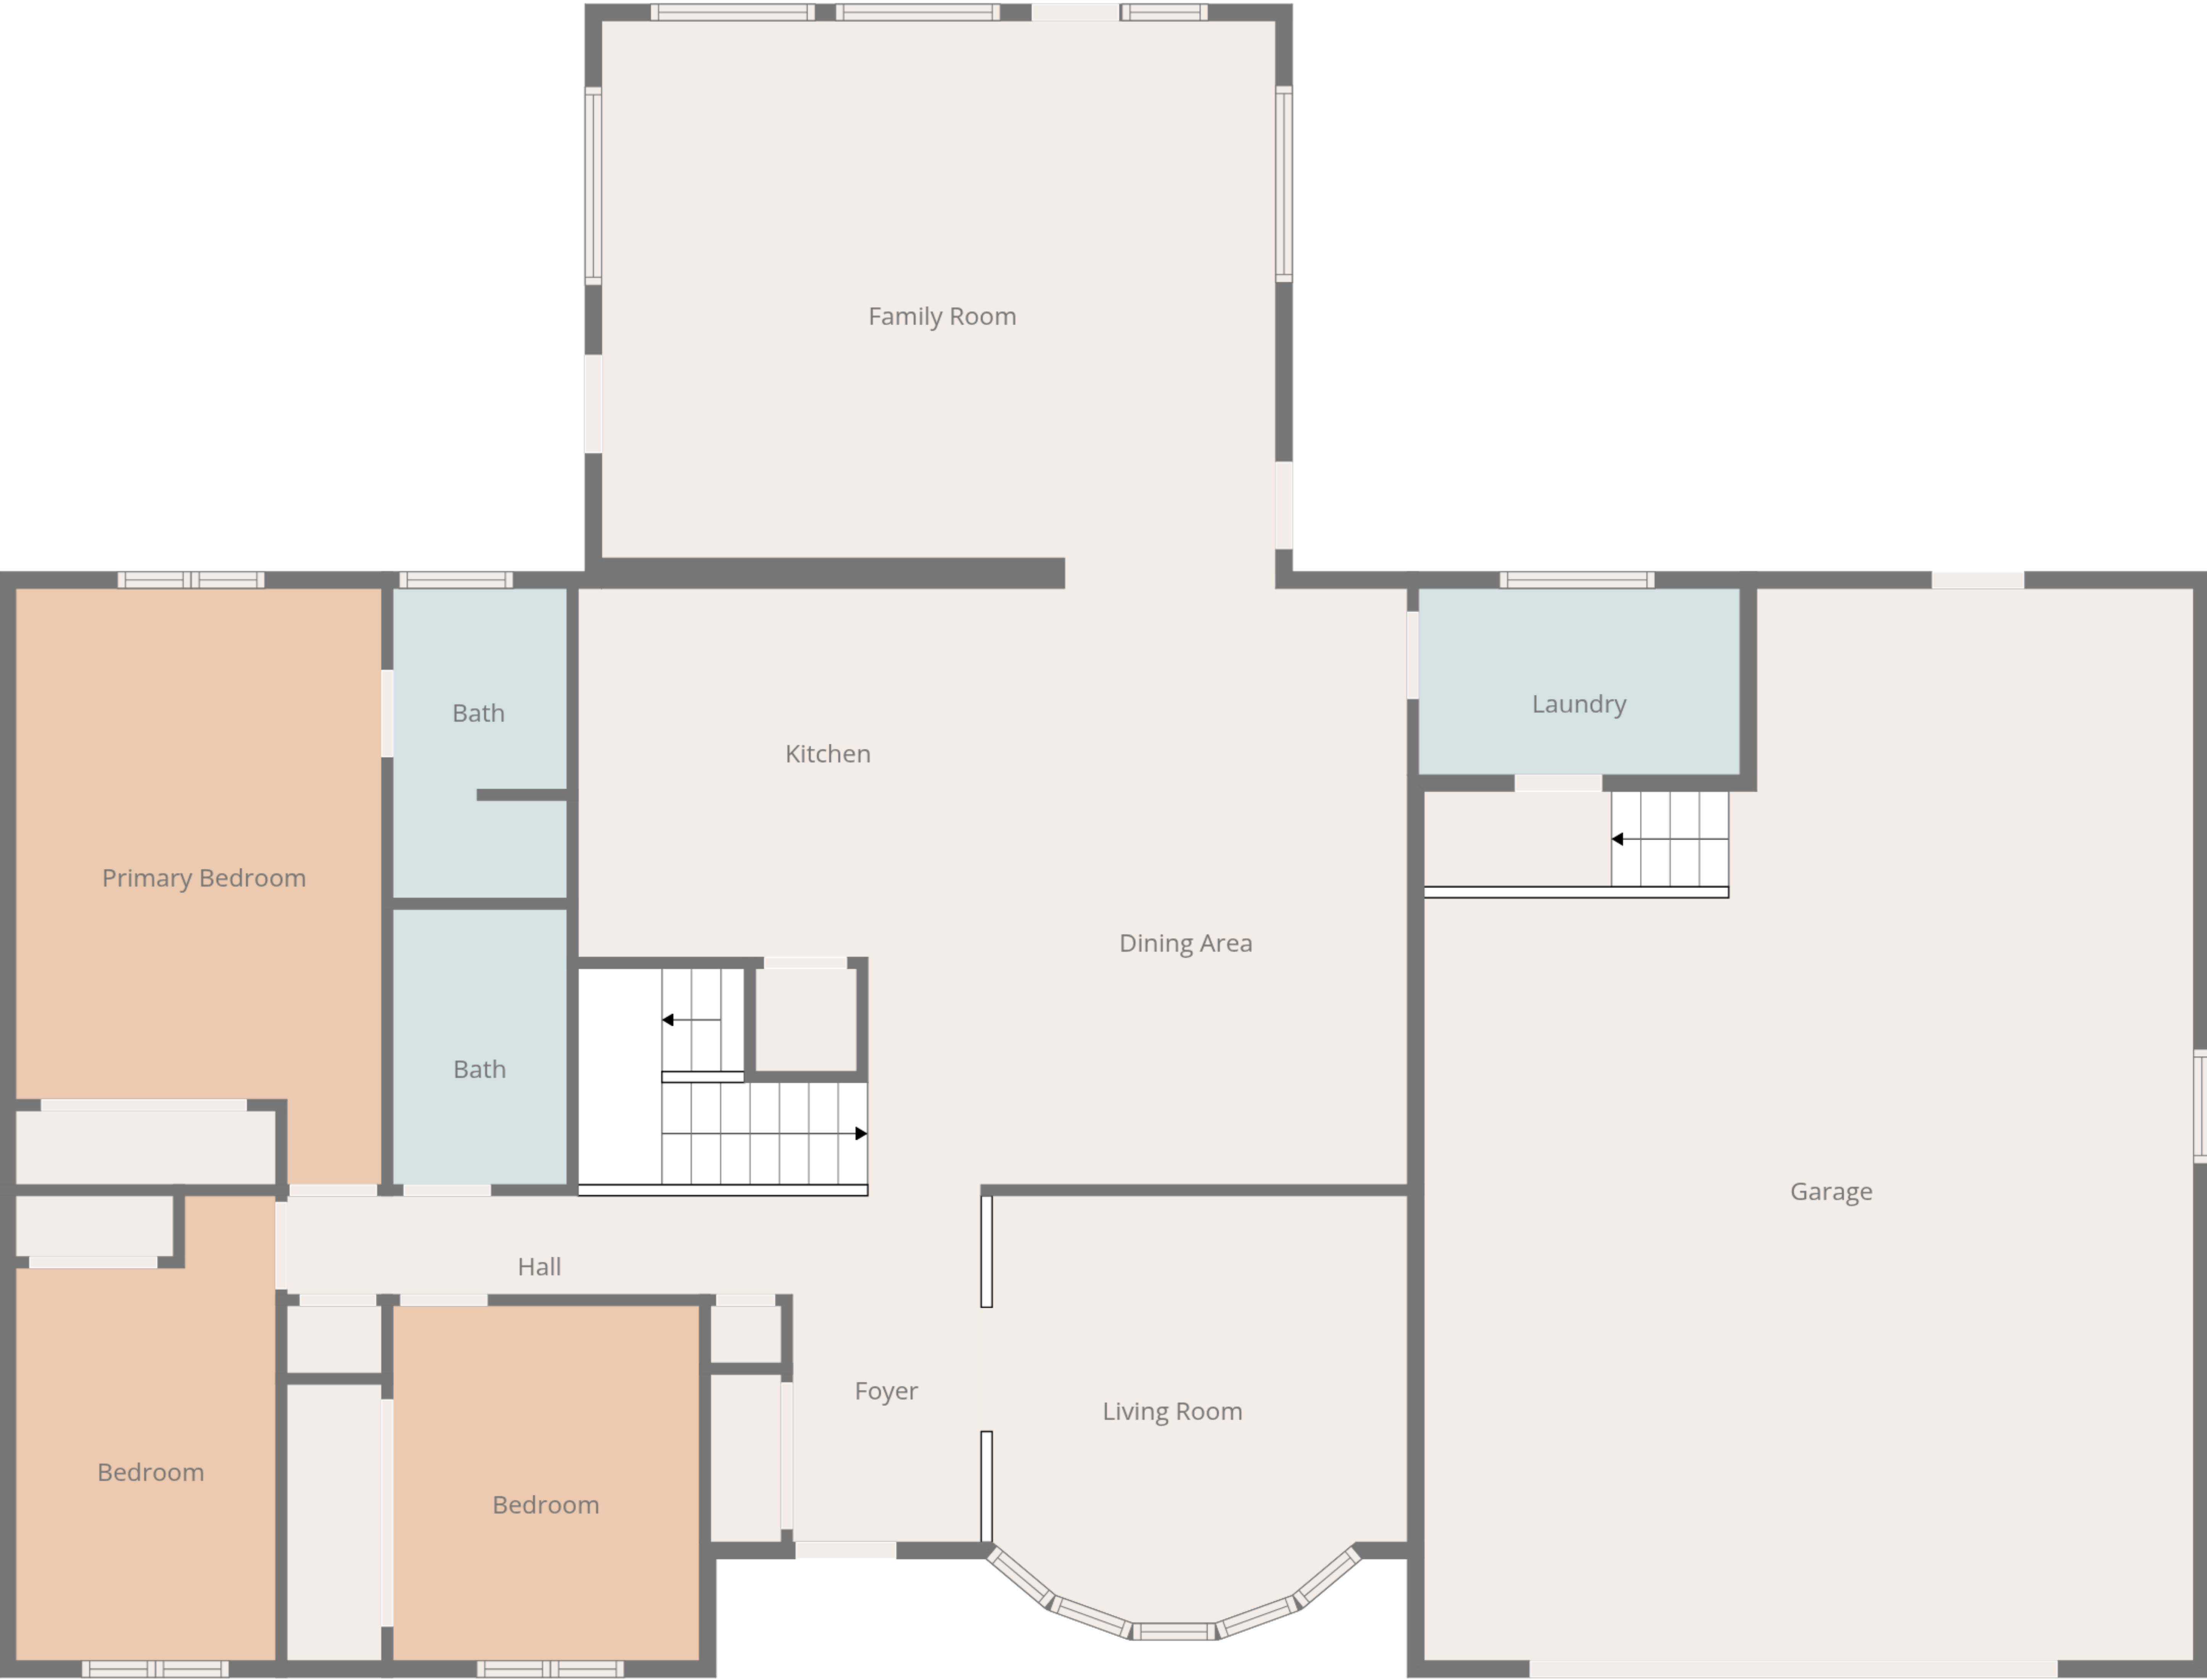 Family Room
Laundry
Bath
Kitchen
Primary Bedroom
Dining Area
Bath
Garage
Hall
Foyer
Living Room
Bedroom
Bedroom